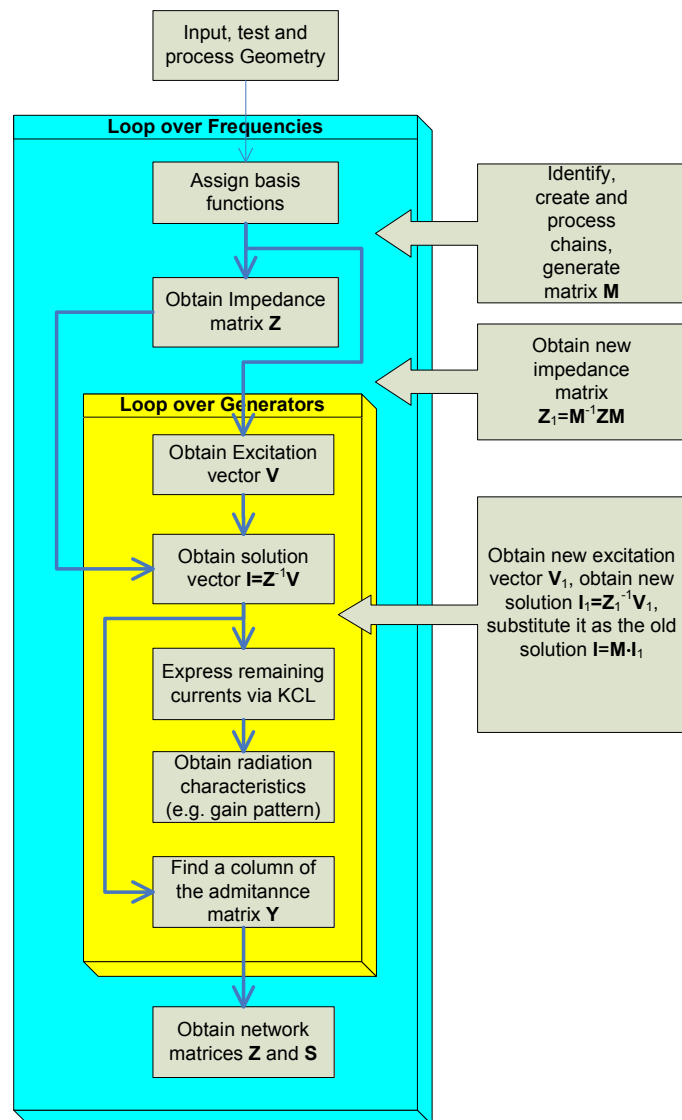 Input, test and
process Geometry
Loop over Frequencies
Assign basis
functions
Identify,
create and
process
chains,
generate
matrix M
Obtain Impedance
matrix Z
Obtain new
impedance
matrix
Z₁=M⁻¹ZM
Loop over Generators
Obtain Excitation
vector V
Obtain solution
vector I=Z⁻¹V
Obtain new excitation
vector V₁, obtain new
solution I₁=Z₁⁻¹V₁,
substitute it as the old
solution I=M·I₁
Express remaining
currents via KCL
Obtain radiation
characteristics
(e.g. gain pattern)
Find a column of
the admitannce
matrix Y
Obtain network
matrices Z and S